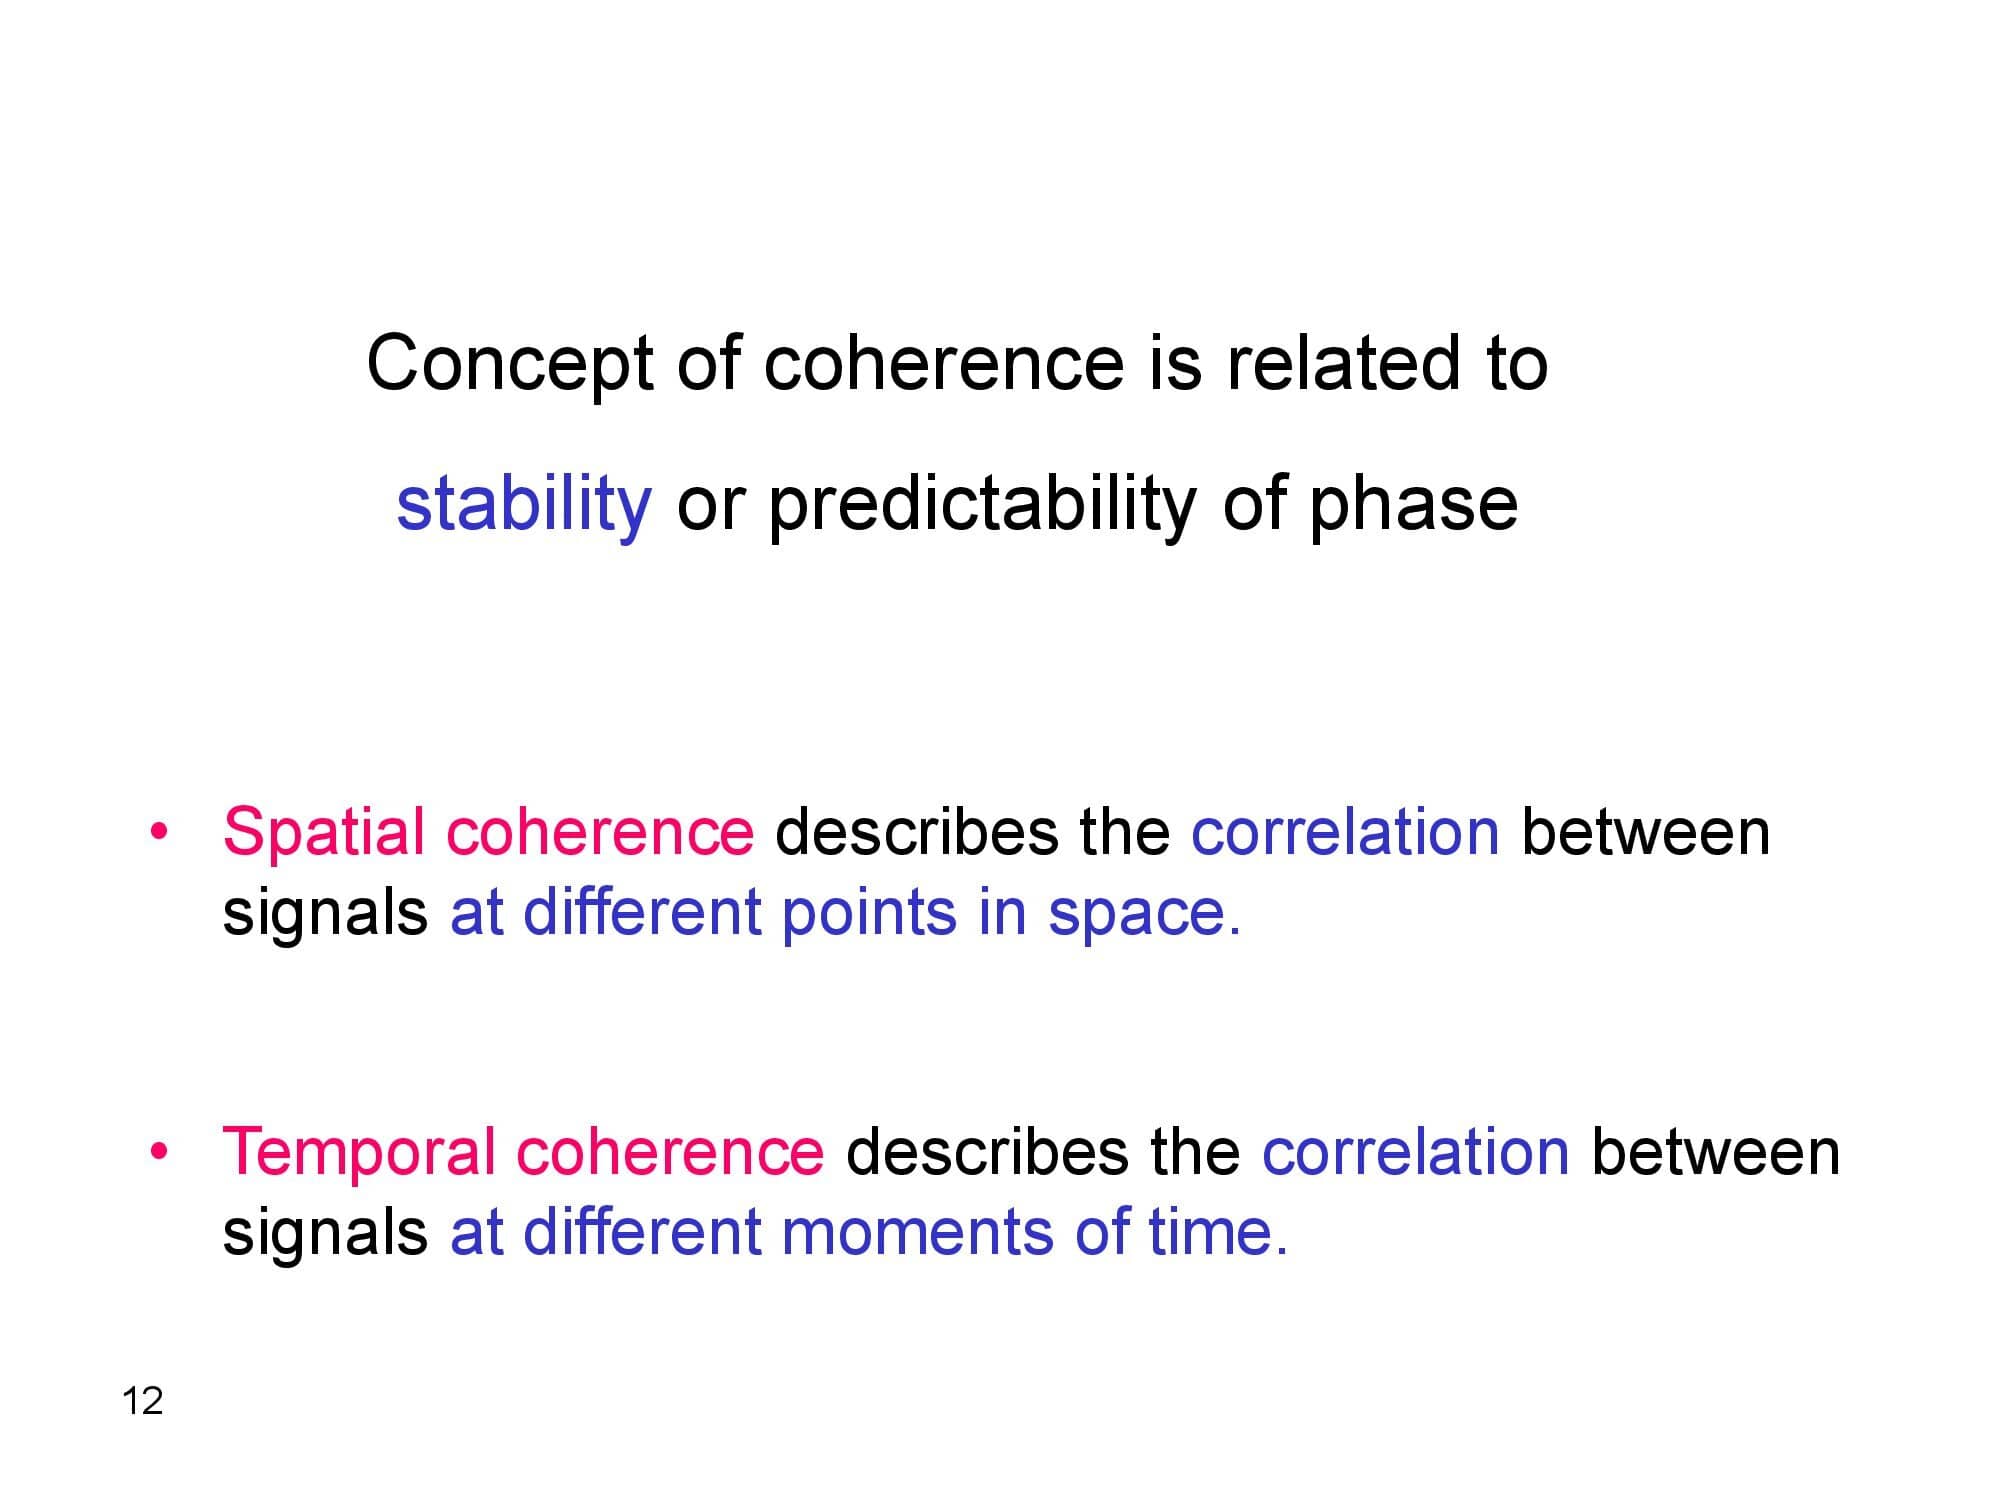 Concept of coherence is related to
stability or predictability of phase
• Spatial coherence describes the correlation between
signals at different points in space.
• Temporal coherence describes the correlation between
signals at different moments of time.
12